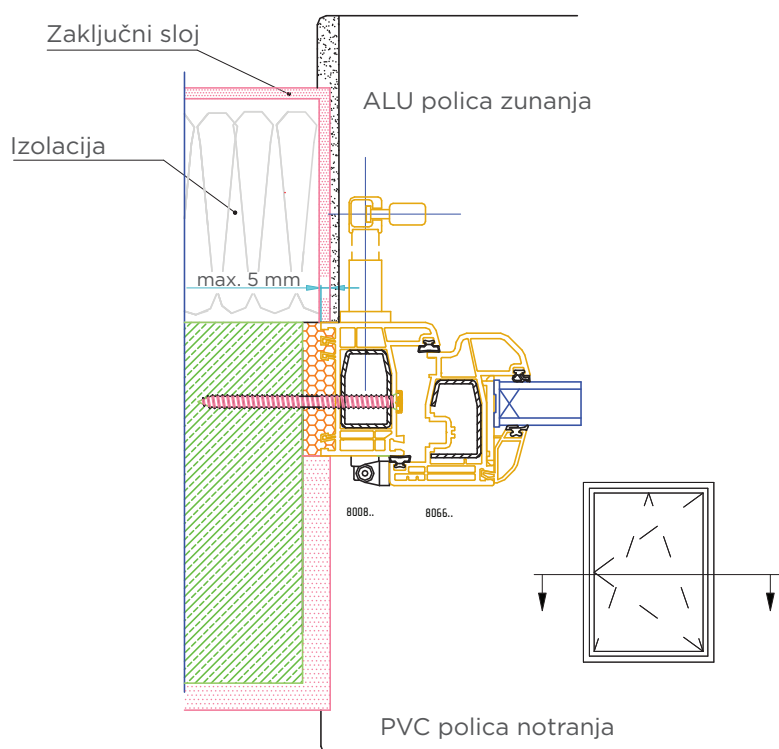 Zaključni sloj
ALU polica zunanja
Izolacija
max. 5 mm
8008..
8066..
PVC polica notranja